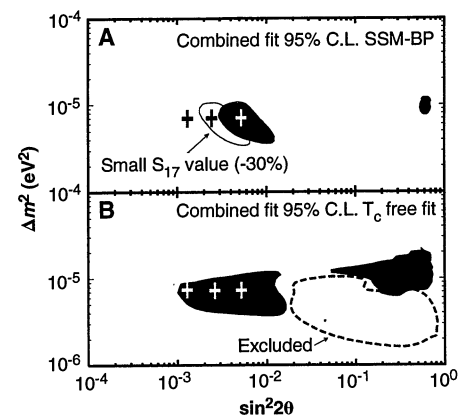 10⁻⁴
A
Combined fit 95% C.L. SSM-BP
10⁻⁵
Small S₁₇ value (-30%)
10⁻⁴
B
Combined fit 95% C.L. T꜀ free fit
10⁻⁵
Excluded
10⁻⁶
10⁻⁴ 10⁻³ 10⁻² 10⁻¹ 10⁰
sin²2θ
Δm² (eV²)